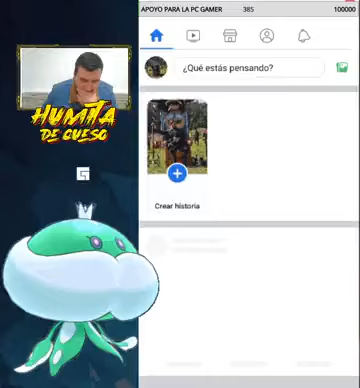 APOYO PARA LA PC GAMER 385 100000
¿Qué estás pensando?
HUMITA
DE QUESO
Crear historia